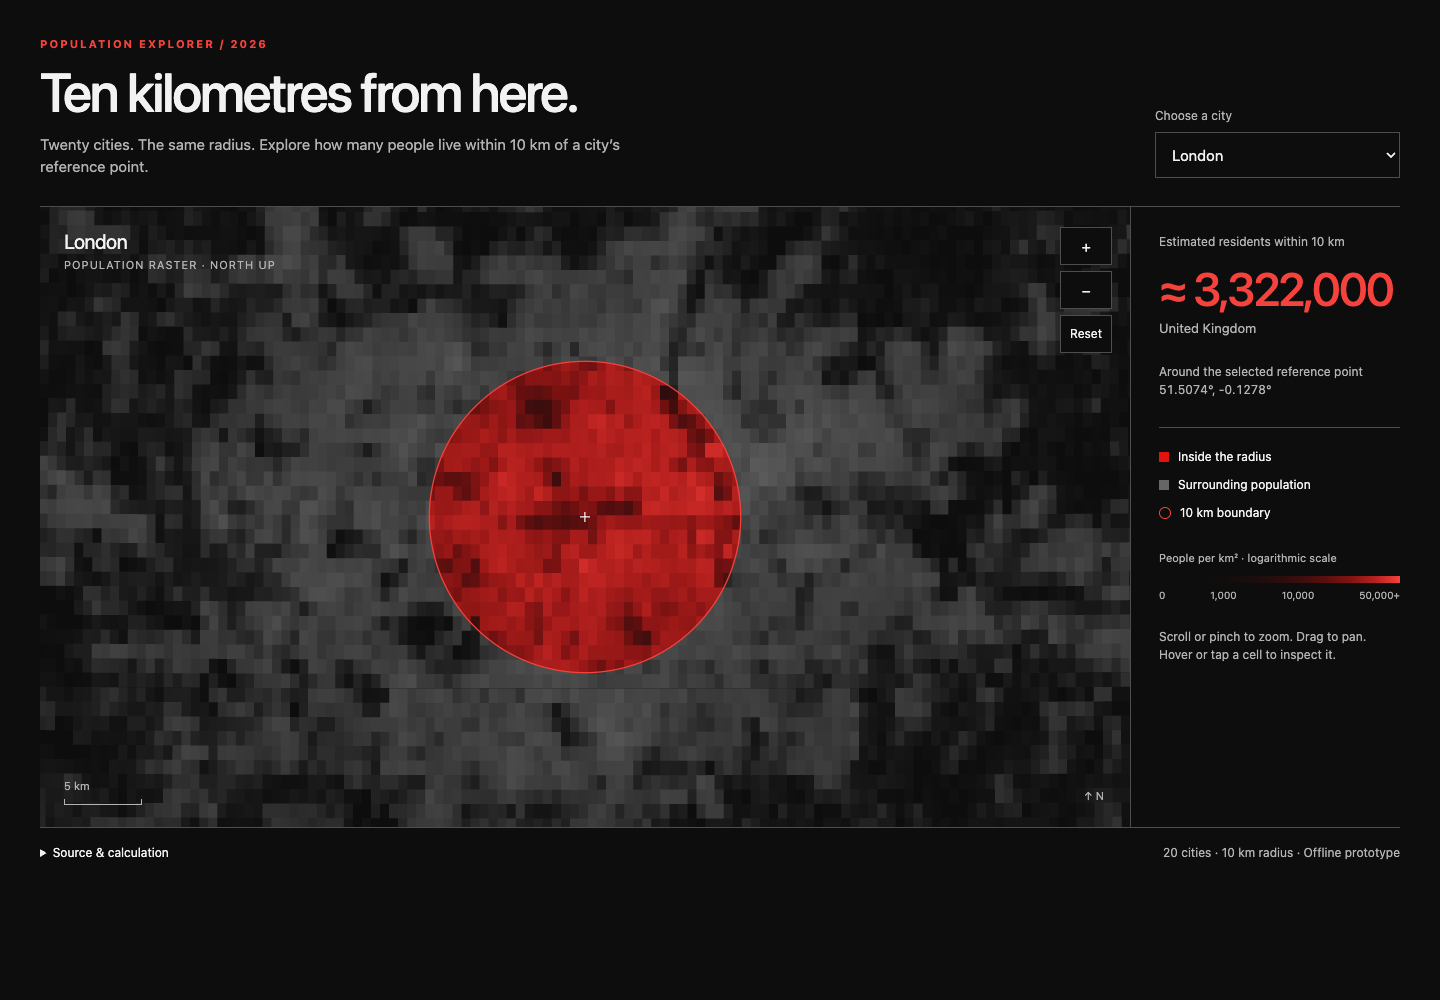 POPULATION EXPLORER / 2026
Ten kilometres from here.
Twenty cities. The same radius. Explore how many people live within 10 km of a city’s
reference point.
Choose a city
London
London
POPULATION RASTER · NORTH UP
+
−
Reset
5 km
↑ N
Estimated residents within 10 km
≈ 3,322,000
United Kingdom
Around the selected reference point
51.5074°, -0.1278°
Inside the radius
Surrounding population
10 km boundary
People per km² · logarithmic scale
0 1,000 10,000 50,000+
Scroll or pinch to zoom. Drag to pan.
Hover or tap a cell to inspect it.
Source & calculation
20 cities · 10 km radius · Offline prototype